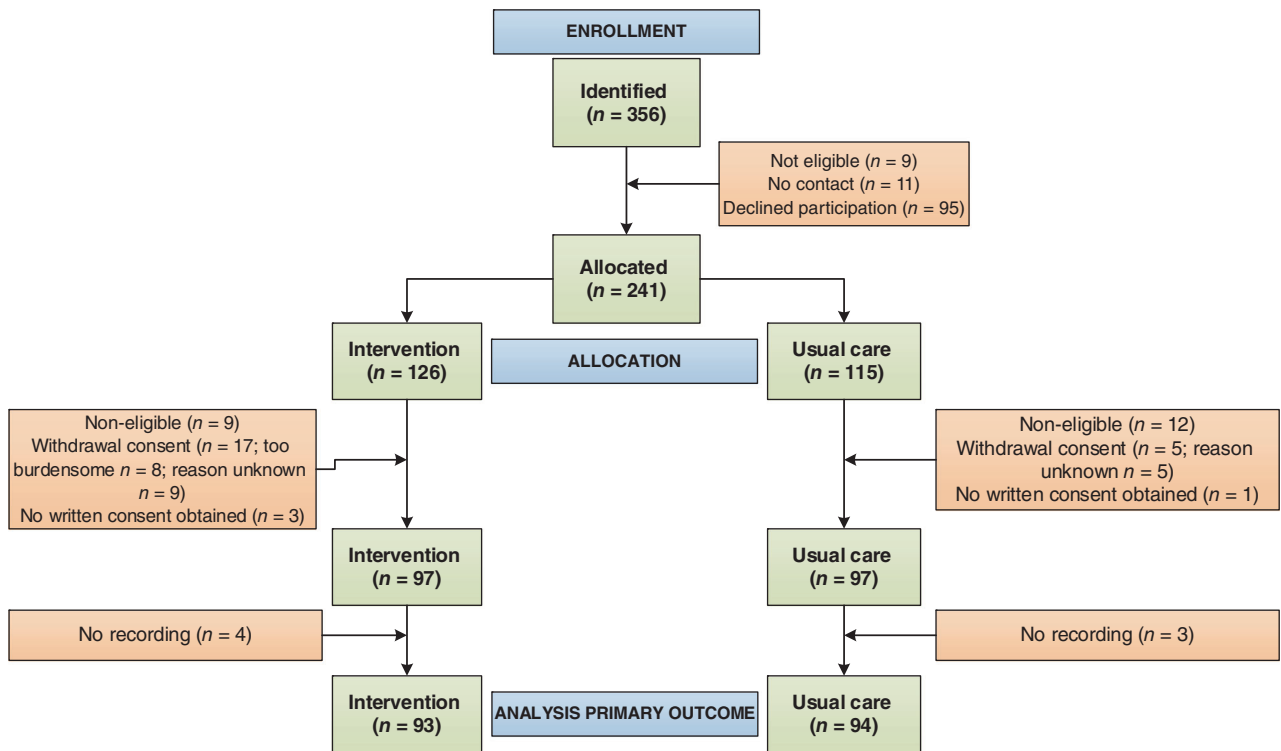 ENROLLMENT
Identified
(n = 356)
Not eligible (n = 9)
No contact (n = 11)
Declined participation (n = 95)
Allocated
(n = 241)
Intervention
(n = 126)
ALLOCATION
Usual care
(n = 115)
Non-eligible (n = 9)
Withdrawal consent (n = 17; too
burdensome n = 8; reason unknown
n = 9)
No written consent obtained (n = 3)
Non-eligible (n = 12)
Withdrawal consent (n = 5; reason
unknown n = 5)
No written consent obtained (n = 1)
Intervention
(n = 97)
Usual care
(n = 97)
No recording (n = 4)
No recording (n = 3)
Intervention
(n = 93)
ANALYSIS PRIMARY OUTCOME
Usual care
(n = 94)